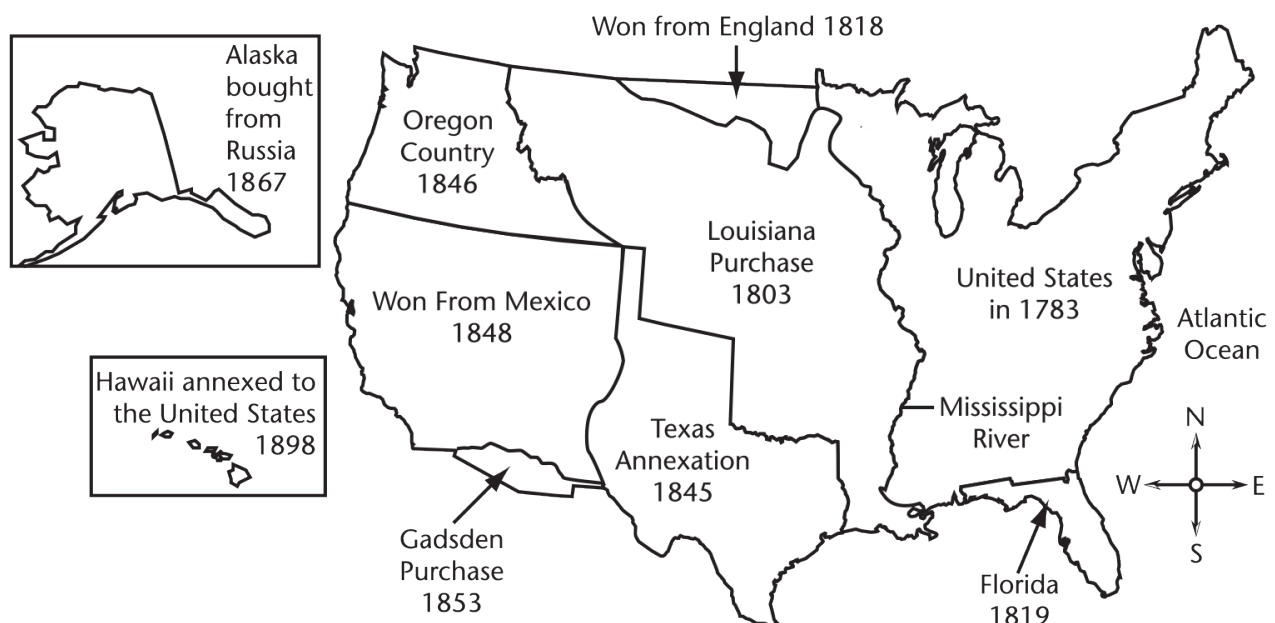 Won from England 1818
Alaska
bought
from
Russia
1867
Oregon
Country
1846
Louisiana
Purchase
1803
United States
in 1783
Won From Mexico
1848
Atlantic
Ocean
Hawaii annexed to
the United States
1898
Mississippi
River
Texas
Annexation
1845
N
W
E
S
Gadsden
Purchase
1853
Florida
1819